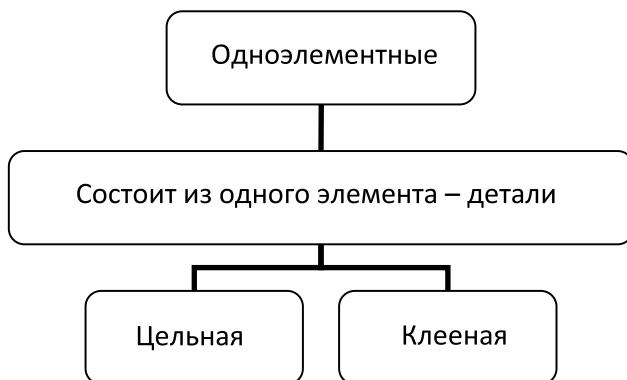 Одноэлементные
Состоит из одного элемента – детали
Цельная
Клееная